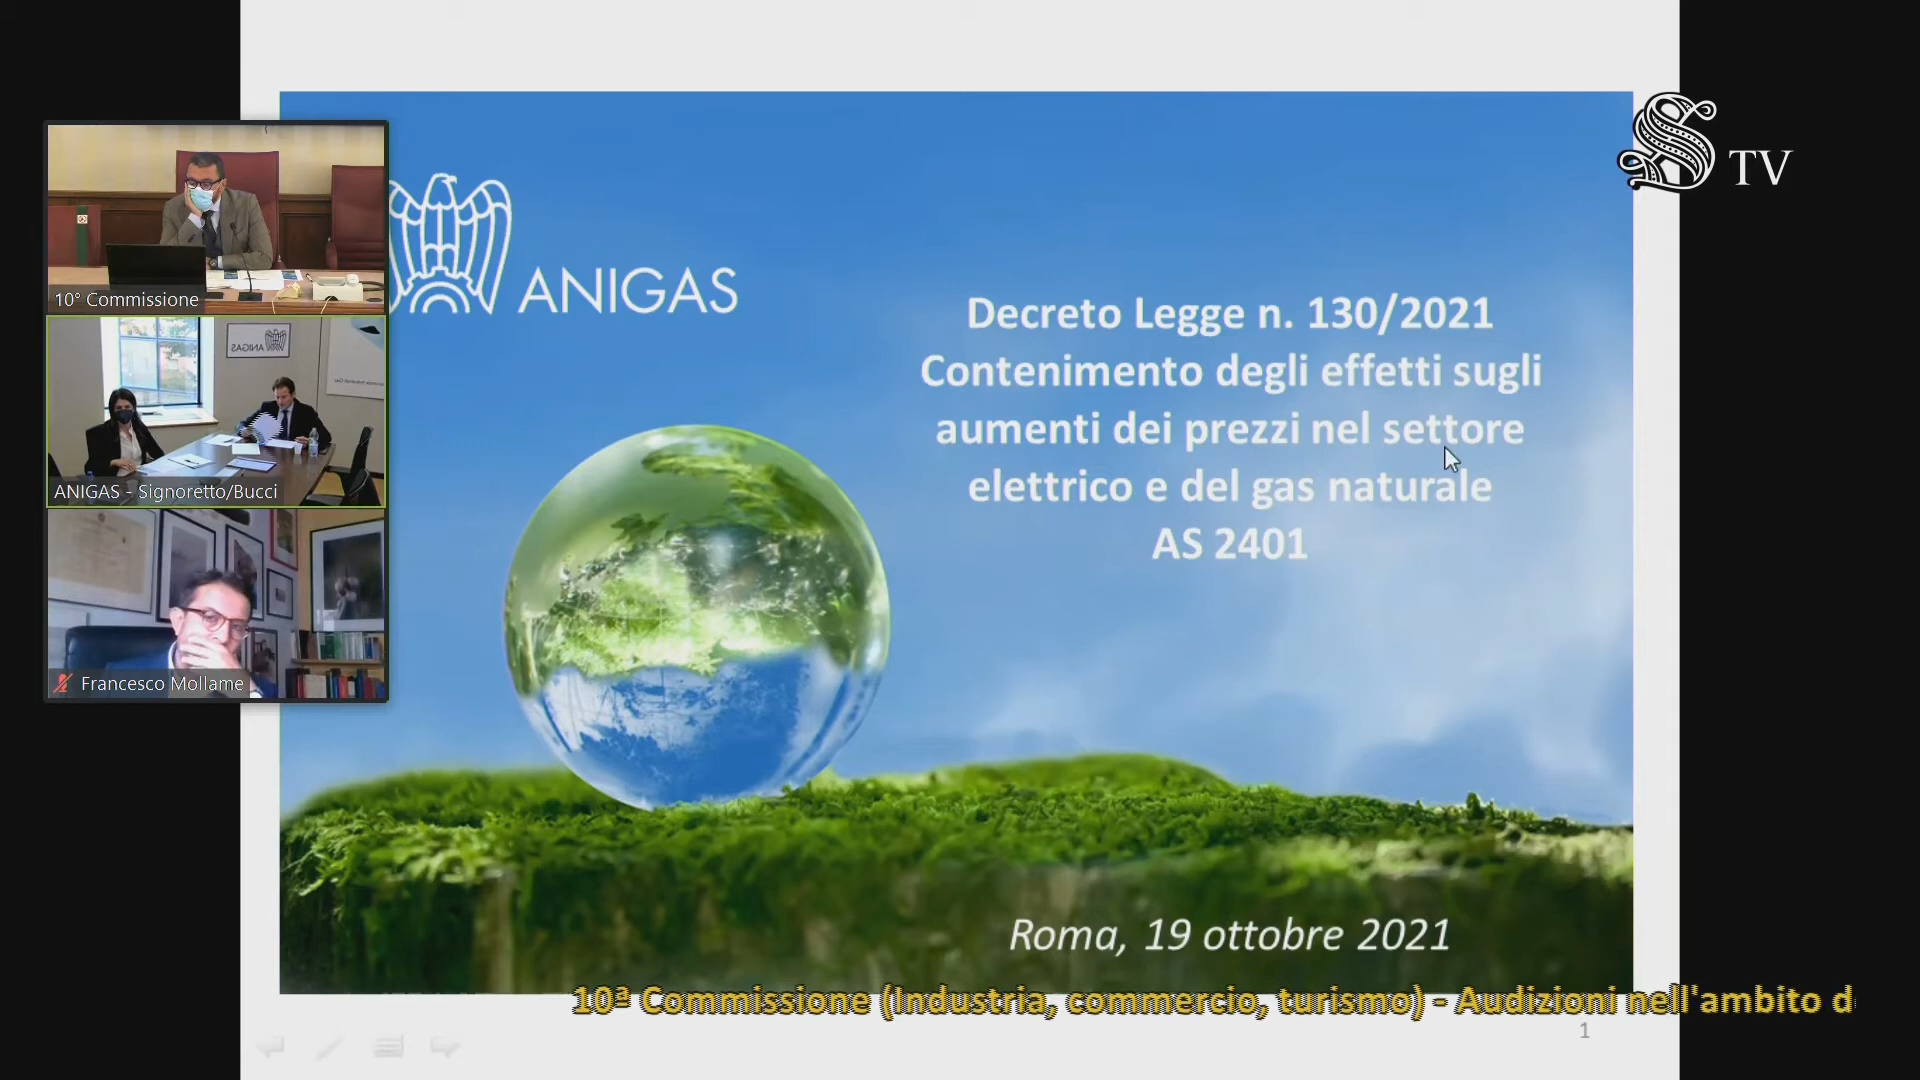 S TV
10° Commissione
ANIGAS
ANIGAS - Signoretto/Bucci
Francesco Mollame
ANIGAS
Decreto Legge n. 130/2021
Contenimento degli effetti sugli
aumenti dei prezzi nel settore
elettrico e del gas naturale
AS 2401
Roma, 19 ottobre 2021
10ª Commissione (Industria, commercio, turismo) - Audizioni nell'ambito d
1